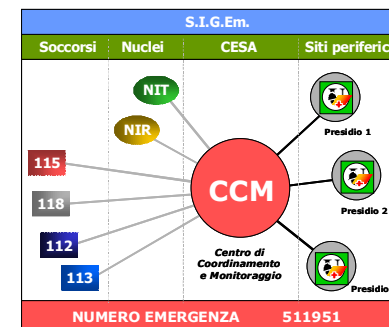 S.I.G.Em.
Soccorsi Nuclei CESA Siti periferic
NIT
NIR
Presidio 1
115
118
112
113
CCM
Presidio 2
Centro di
Coordinamento
e Monitoraggio
Presidio
NUMERO EMERGENZA 511951